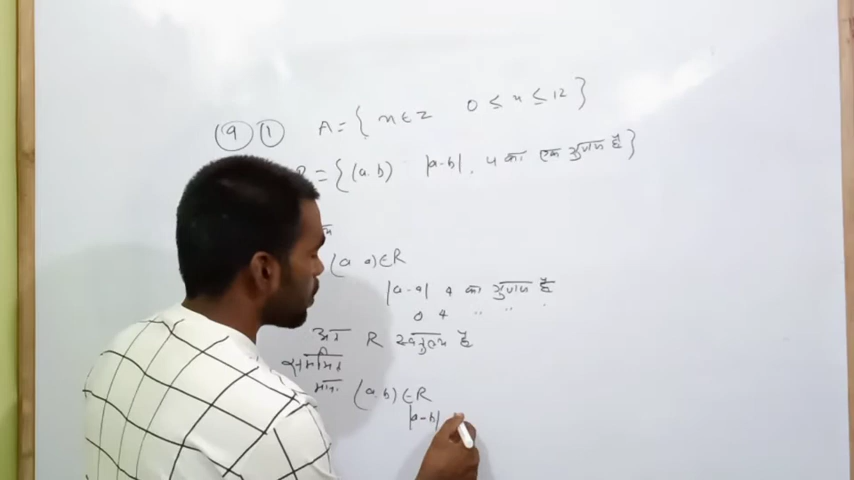 (9) (1) A = { n ∈ Z 0 ≤ n ≤ 12 }
R = { (a, b) |a-b|, 4 का एक गुणज है }
(a a) ∈ R
|a-a| 4 का गुणज है
0 4 " "
अतः R स्वतुल्य है
सममित
माना (a, b) ∈ R
|a-b|